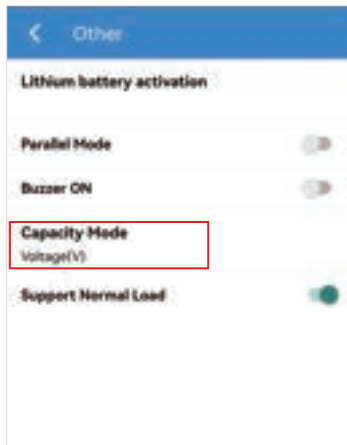 Other
Lithium battery activation
Parallel Mode
Buzzer ON
Capacity Mode
Voltage(V)
Support Normal Load